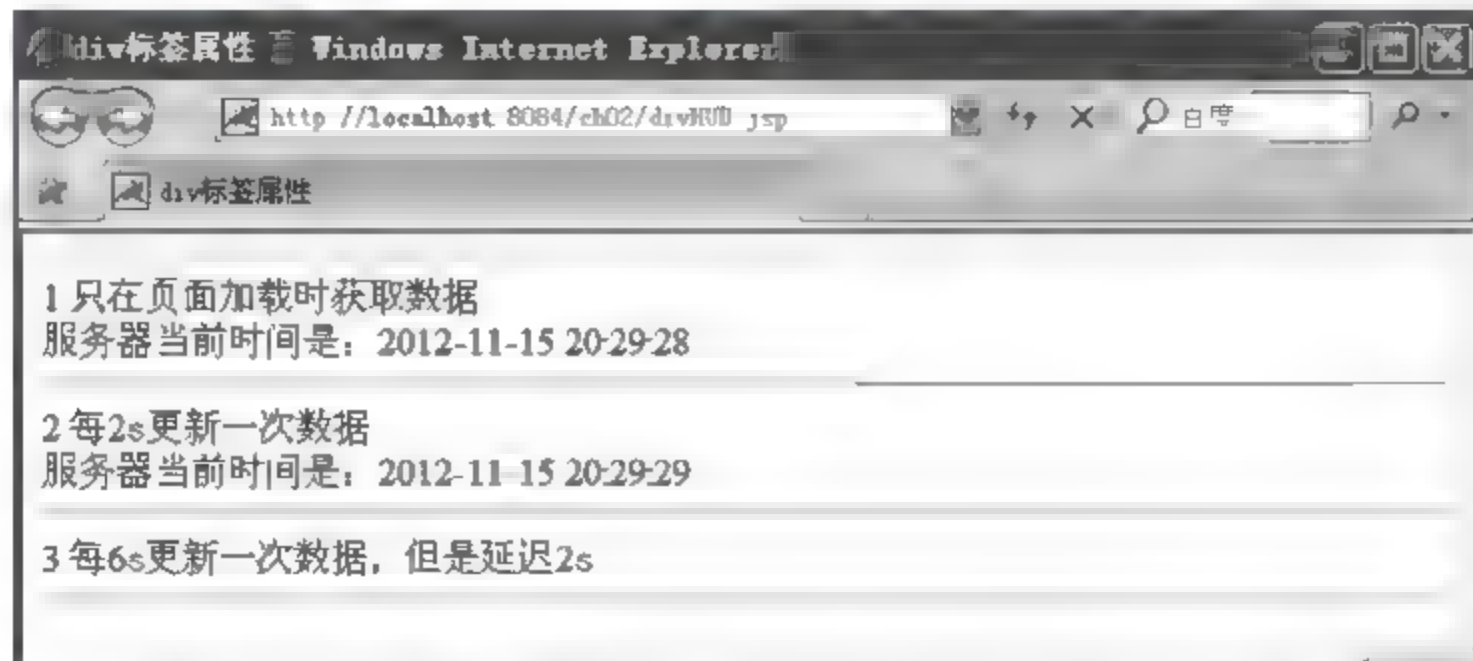 div标签属性 Windows Internet Explorer
http //localhost 8084/ch02/divHUD jsp
百度
div标签属性
1 只在页面加载时获取数据
服务器当前时间是：2012-11-15 20:29:28
2 每2s更新一次数据
服务器当前时间是：2012-11-15 20:29:29
3 每6s更新一次数据，但是延迟2s